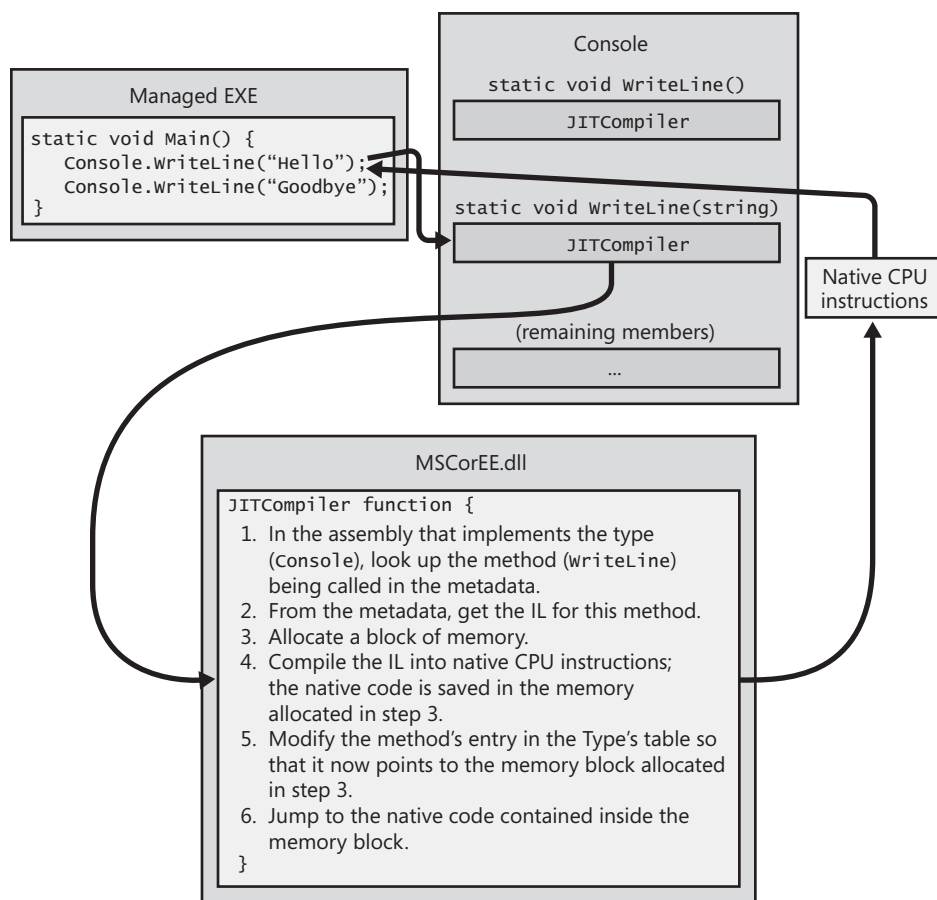 Console
static void WriteLine()
JITCompiler
Managed EXE
static void Main() {
Console.WriteLine(“Hello”);
Console.WriteLine(“Goodbye”);
}
static void WriteLine(string)
JITCompiler
Native CPU
instructions
(remaining members)
...
MSCorEE.dll
JITCompiler function {
1. In the assembly that implements the type
(Console), look up the method (WriteLine)
being called in the metadata.
2. From the metadata, get the IL for this method.
3. Allocate a block of memory.
4. Compile the IL into native CPU instructions;
the native code is saved in the memory
allocated in step 3.
5. Modify the method’s entry in the Type’s table so
that it now points to the memory block allocated
in step 3.
6. Jump to the native code contained inside the
memory block.
}